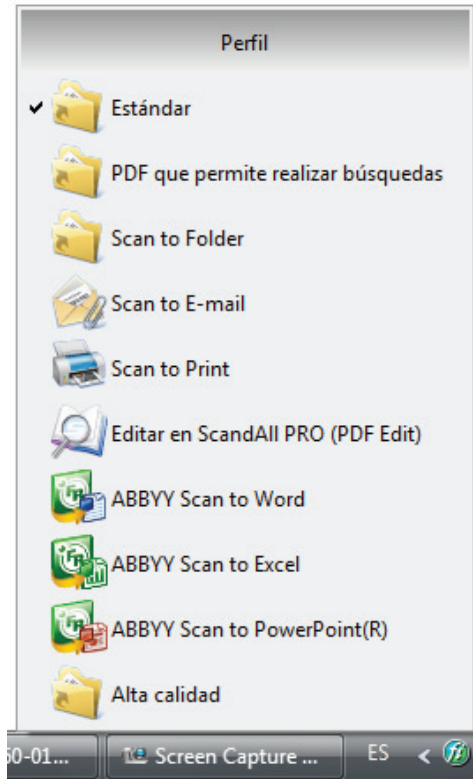 Perfil
Estándar
PDF que permite realizar búsquedas
Scan to Folder
Scan to E-mail
Scan to Print
Editar en ScandAll PRO (PDF Edit)
ABBYY Scan to Word
ABBYY Scan to Excel
ABBYY Scan to PowerPoint(R)
Alta calidad
60-01... Screen Capture ... ES <